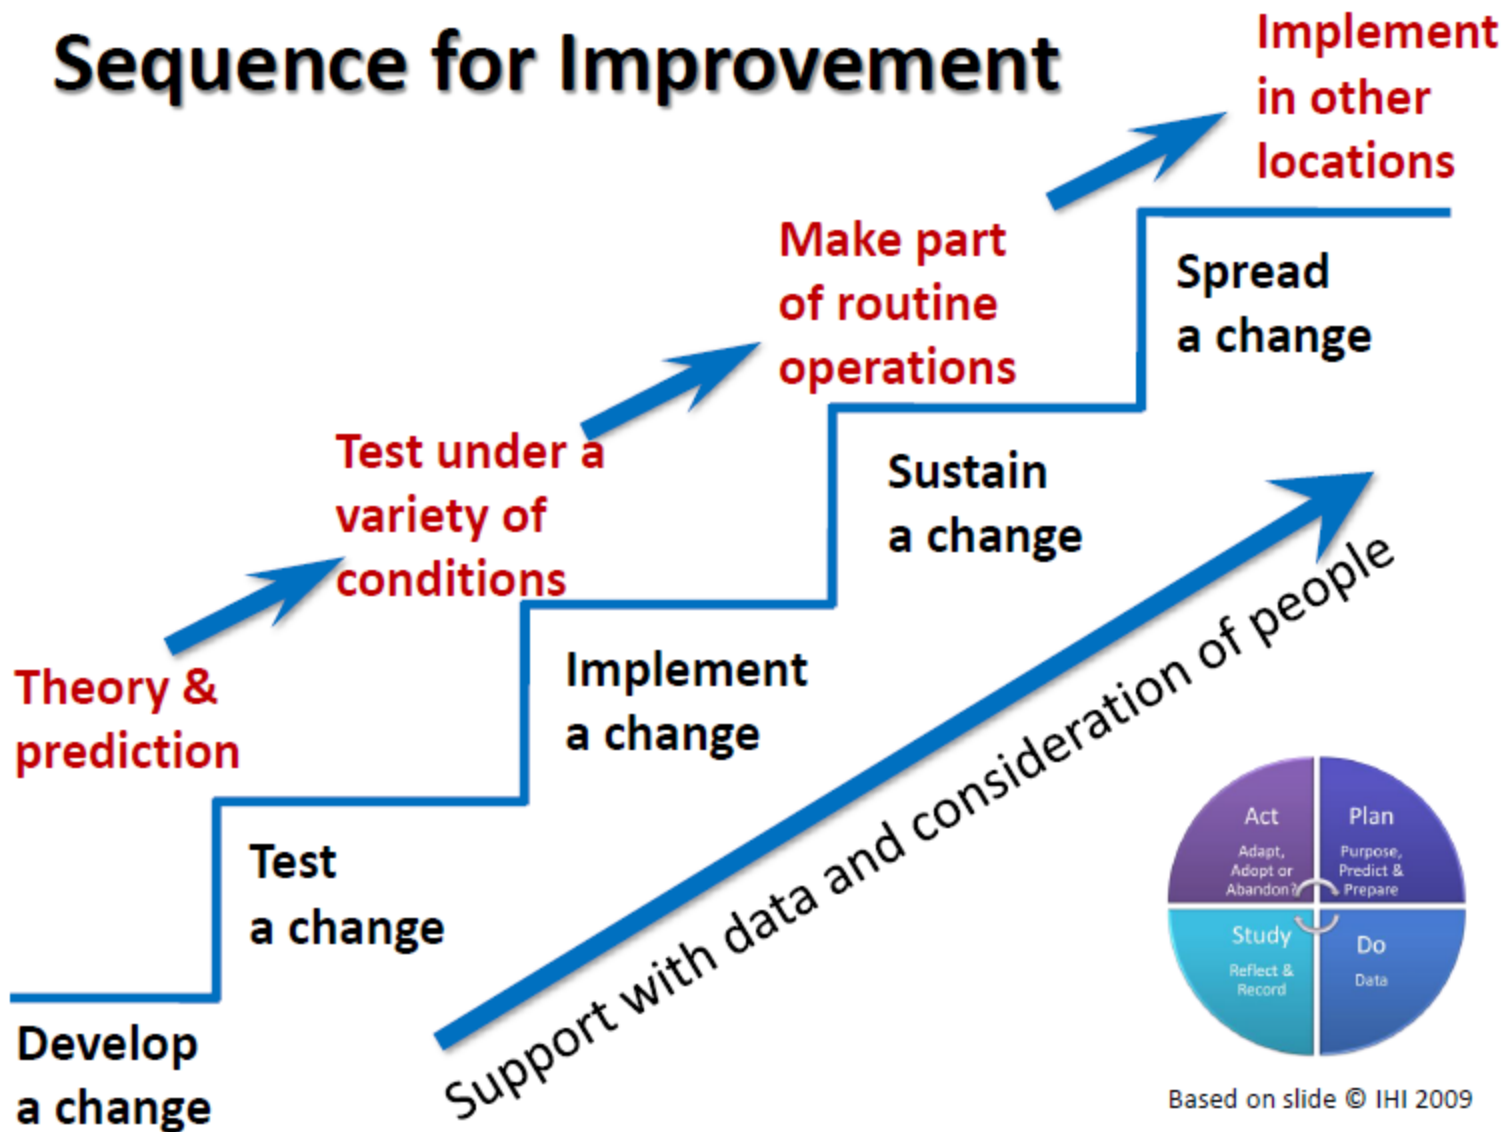 Sequence for Improvement
Implement
in other
locations
Make part
of routine
operations
Spread
a change
Test under a
variety of
conditions
Sustain
a change
Theory &
prediction
Implement
a change
Test
a change
Develop
a change
Support with data and consideration of people
Act
Adapt,
Adopt or
Abandon?
Plan
Purpose,
Predict &
Prepare
Study
Reflect &
Record
Do
Data
Based on slide © IHI 2009